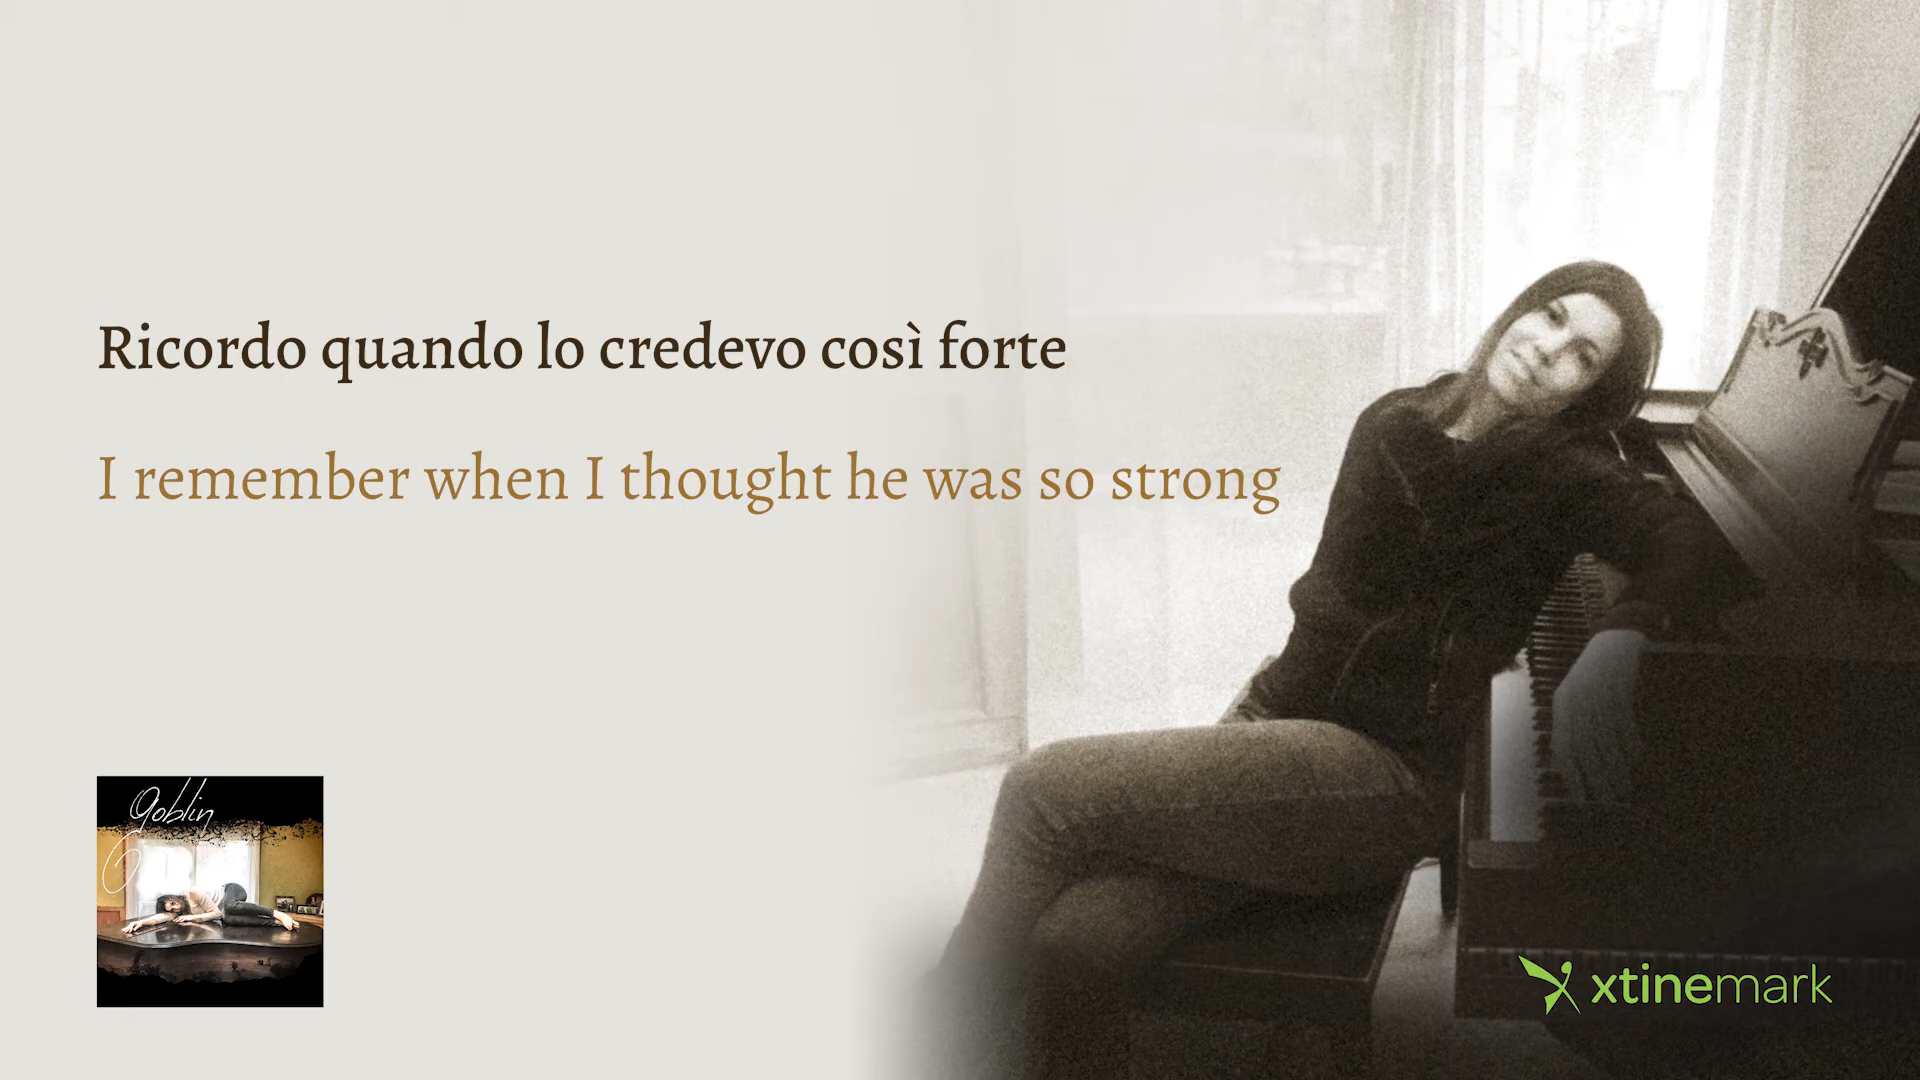 Ricordo quando lo credevo così forte
I remember when I thought he was so strong
Goblin
xtinemark